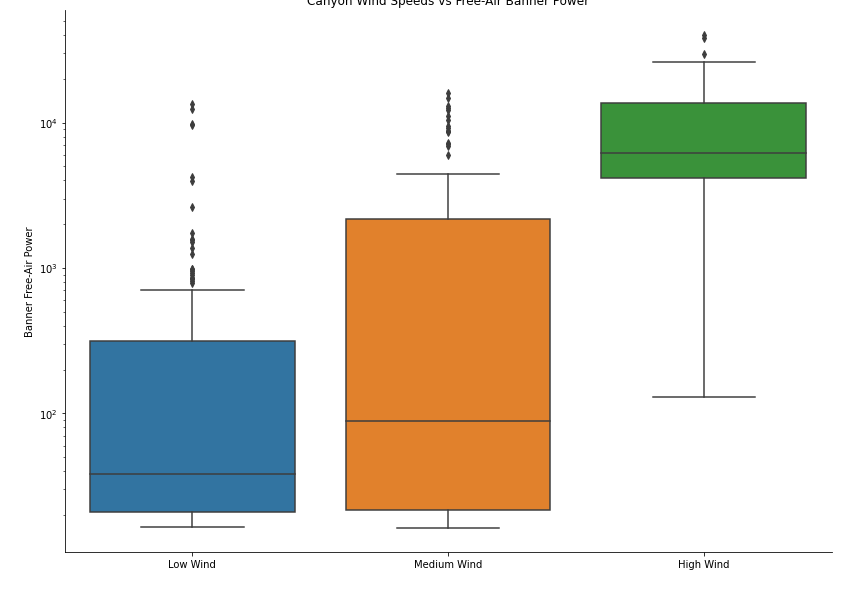 Canyon Wind Speeds vs Free-Air Banner Power
Banner Free-Air Power
10⁴
10³
10²
Low Wind
Medium Wind
High Wind